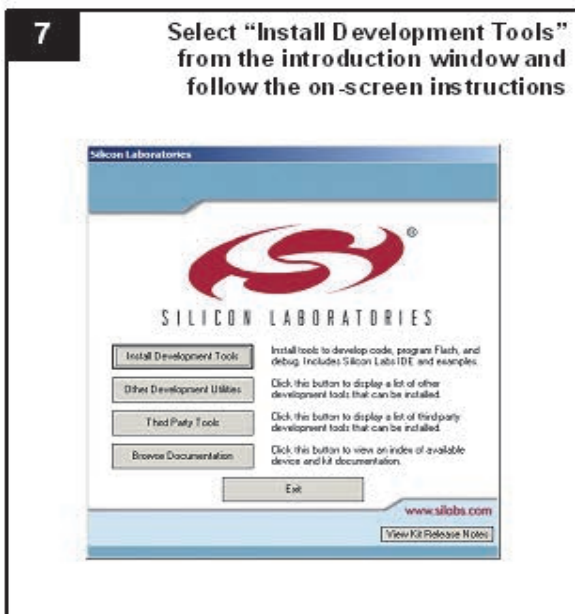 7
Select “Install Development Tools”
from the introduction window and
follow the on-screen instructions
Silicon Laboratories
®
SILICON LABORATORIES
Install Development Tools
Install tools to develop code, program Flash, and
debug. Includes Silicon Labs IDE and examples.
Other Development Utilities
Click this button to display a list of other
development tools that can be installed.
Third Party Tools
Click this button to display a list of third-party
development tools that can be installed.
Browse Documentation
Click this button to view an index of available
device and kit documentation.
Exit
www.silabs.com
View Kit Release Notes